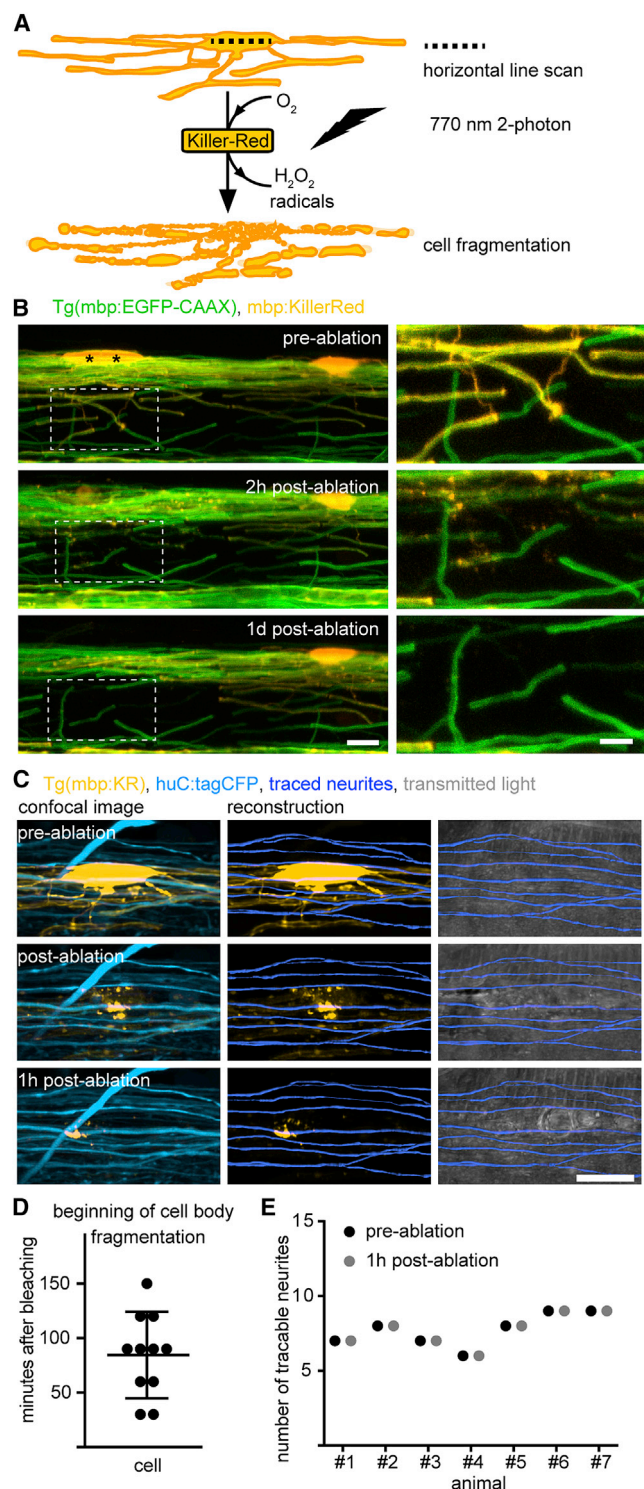 A
horizontal line scan
O2
Killer-Red
770 nm 2-photon
H2O2
radicals
cell fragmentation
B
Tg(mbp:EGFP-CAAX), mbp:KillerRed
pre-ablation
* *
2h post-ablation
1d post-ablation
C
Tg(mbp:KR), huC:tagCFP, traced neurites, transmitted light
confocal image reconstruction
pre-ablation
post-ablation
1h post-ablation
D
beginning of cell body
fragmentation
minutes after bleaching
150
100
50
cell
E
pre-ablation
1h post-ablation
number of tracable neurites
15
10
5
#1 #2 #3 #4 #5 #6 #7
animal